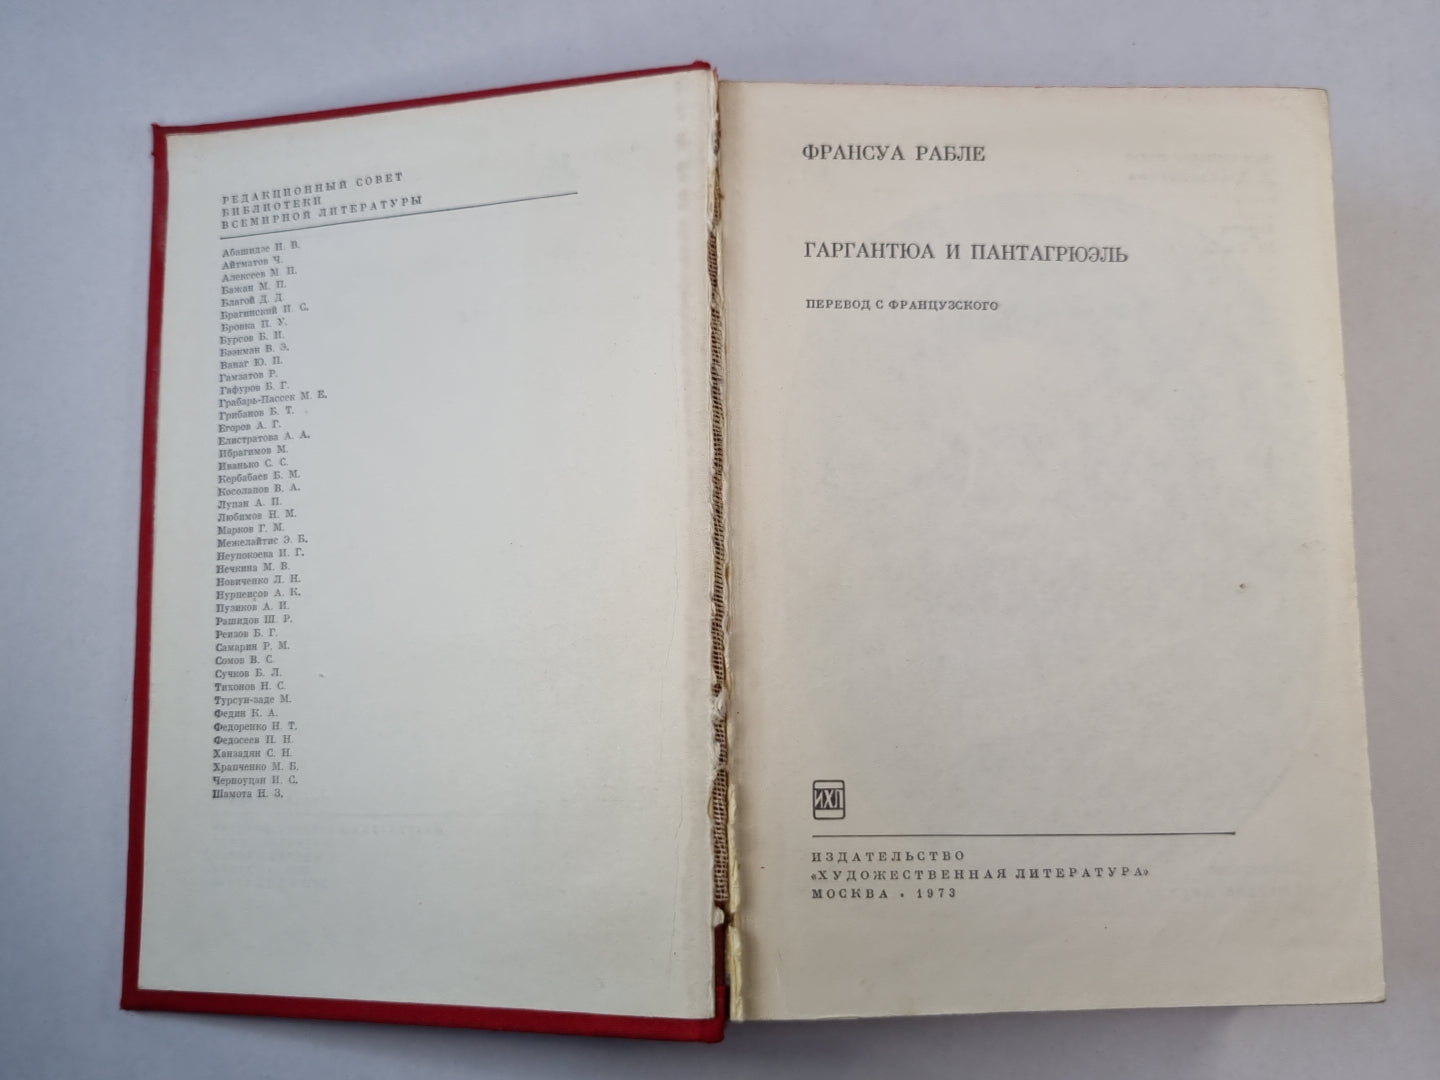 РЕДАКЦИОННЫЙ СОВЕТ
БИБЛИОТЕКИ
ВСЕМИРНОЙ ЛИТЕРАТУРЫ
Абашидзе И. В.
Айтматов Ч.
Алексеев М П.
Бажан М. П.
Благой Д. Д
Брагинский И. С.
Бровка П. У.
Бурсов Б. И.
Вазкман В. Э.
Ванаг Ю. П.
Гамзатов Р.
Гафуров Б. Г.
Грабарь-Пассек М. Е.
Грибанов Б. Т.
Егоров А. Г.
Елистратова А. А.
Ибрагимов М.
Иванько С. С.
Кербабаев Б. М.
Косолапов В. А.
Лупан А. П.
Любимов Н. М.
Марков Г. М.
Межелайтис Э. Б.
Неупокоева И. Г.
Нечкина М. В.
Новиченко Л. Н.
Нурпеисов А. К.
Пузиков А. И.
Рашидов Ш. Р.
Реизов Б. Г.
Самарин Р. М.
Сомов В. С.
Сучков Б. Л.
Тихонов Н. С.
Турсун-заде М.
Федин К. А.
Федоренко Н. Т.
Федосеев П. Н.
Ханзадян С. Н.
Храпченко М. Б.
Черноуцан И. С.
Шамота Н. З.
ФРАНСУА РАБЛЕ
ГАРГАНТЮА И ПАНТАГРЮЭЛЬ
ПЕРЕВОД С ФРАНЦУЗСКОГО
ИХЛ
ИЗДАТЕЛЬСТВО
«ХУДОЖЕСТВЕННАЯ ЛИТЕРАТУРА»
МОСКВА • 1973